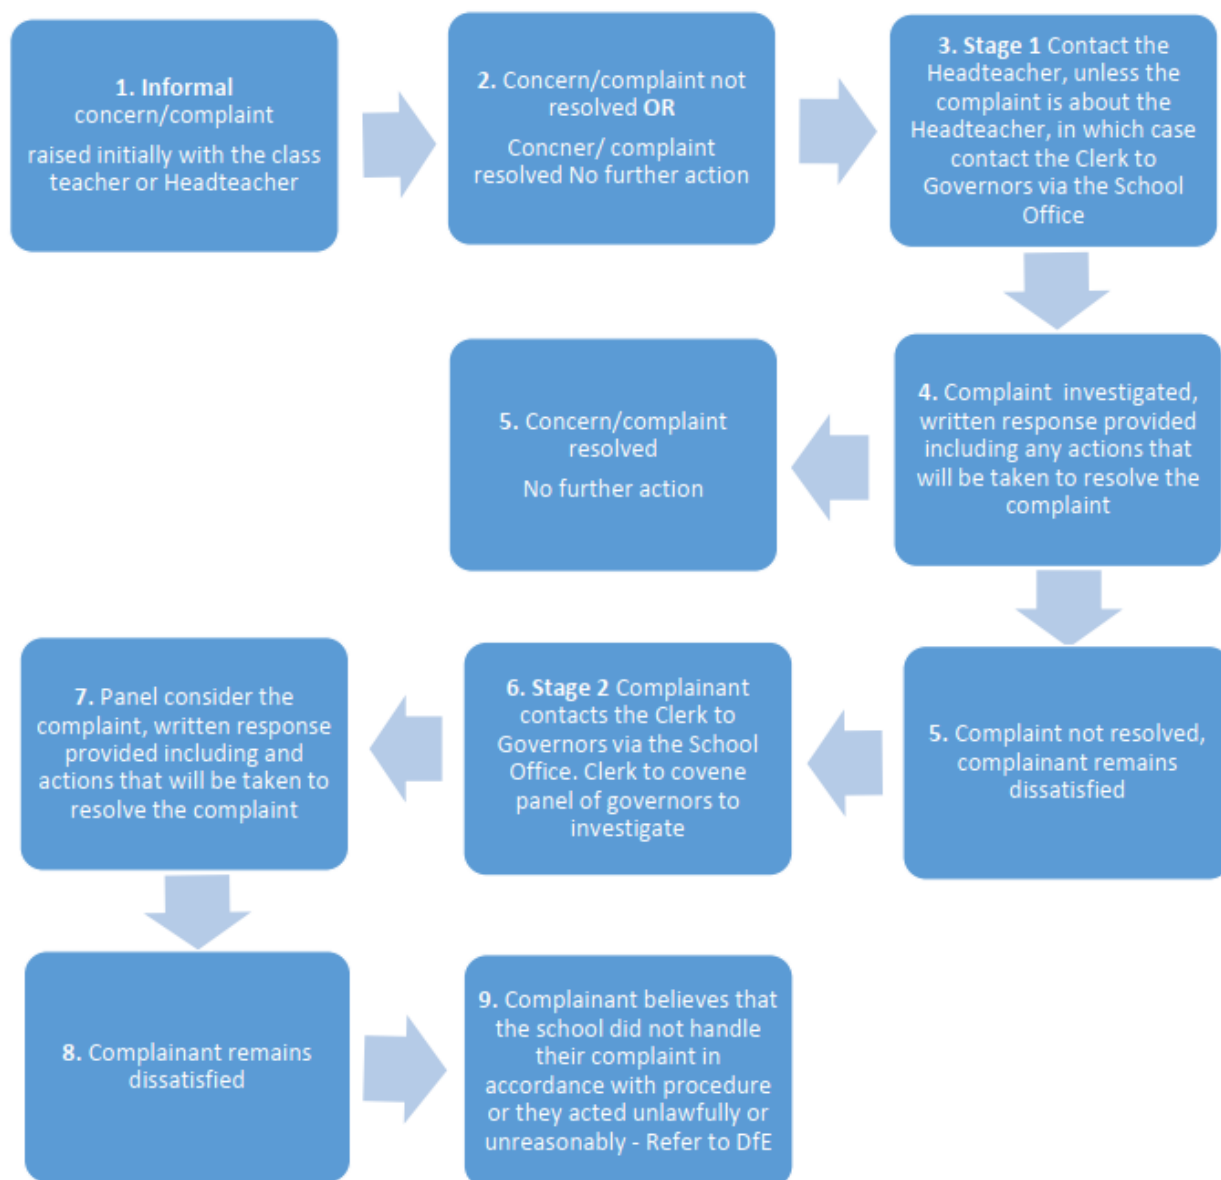 1. Informal
concern/complaint
raised initially with the class
teacher or Headteacher
2. Concern/complaint not
resolved OR
Concner/ complaint
resolved No further action
3. Stage 1 Contact the
Headteacher, unless the
complaint is about the
Headteacher, in which case
contact the Clerk to
Governors via the School
Office
4. Complaint investigated,
written response provided
including any actions that
will be taken to resolve the
complaint
5. Concern/complaint
resolved
No further action
5. Complaint not resolved,
complainant remains
dissatisfied
6. Stage 2 Complainant
contacts the Clerk to
Governors via the School
Office. Clerk to covene
panel of governors to
investigate
7. Panel consider the
complaint, written response
provided including and
actions that will be taken to
resolve the complaint
8. Complainant remains
dissatisfied
9. Complainant believes that
the school did not handle
their complaint in
accordance with procedure
or they acted unlawfully or
unreasonably - Refer to DfE